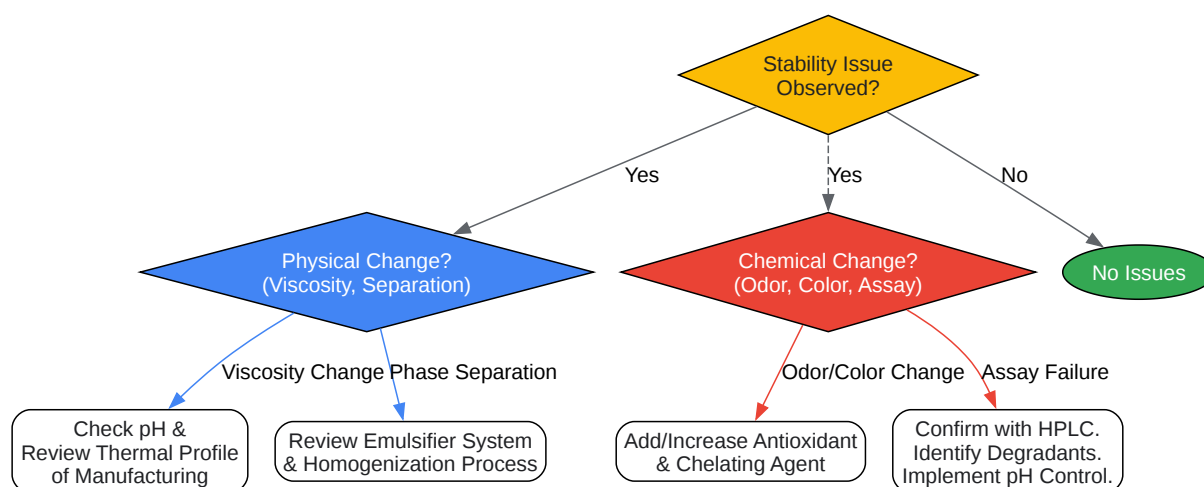 Stability Issue
Observed?
Yes
Yes
No
Physical Change?
(Viscosity, Separation)
Chemical Change?
(Odor, Color, Assay)
No Issues
Viscosity Change
Phase Separation
Odor/Color Change
Assay Failure
Check pH &
Review Thermal Profile
of Manufacturing
Review Emulsifier System
& Homogenization Process
Add/Increase Antioxidant
& Chelating Agent
Confirm with HPLC.
Identify Degradants.
Implement pH Control.